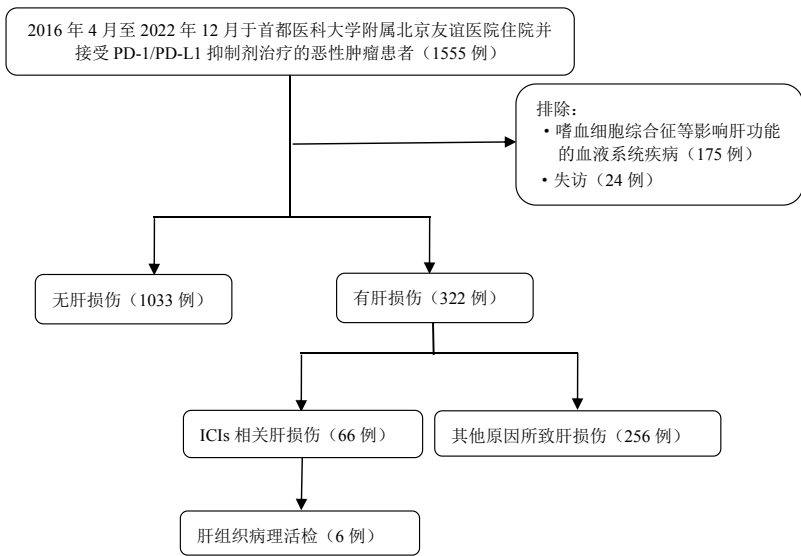 2016 年 4 月至 2022 年 12 月于首都医科大学附属北京友谊医院住院并
接受 PD-1/PD-L1 抑制剂治疗的恶性肿瘤患者（1555 例）
排除：
・嗜血细胞综合征等影响肝功能
的血液系统疾病（175 例）
・失访（24 例）
无肝损伤（1033 例）
有肝损伤（322 例）
ICIs 相关肝损伤（66 例）
其他原因所致肝损伤（256 例）
肝组织病理活检（6 例）